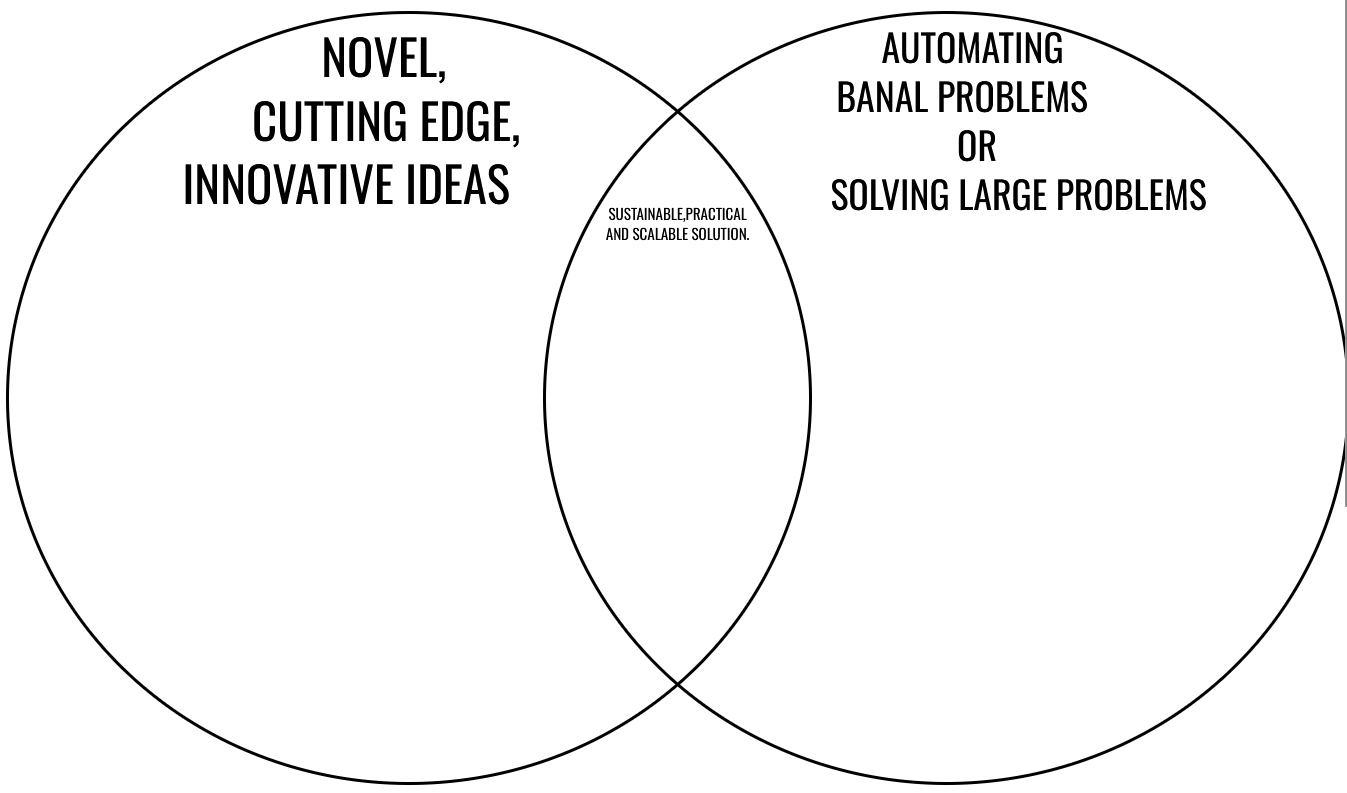 NOVEL,
CUTTING EDGE,
INNOVATIVE IDEAS
SUSTAINABLE,PRACTICAL
AND SCALABLE SOLUTION.
AUTOMATING
BANAL PROBLEMS
OR
SOLVING LARGE PROBLEMS